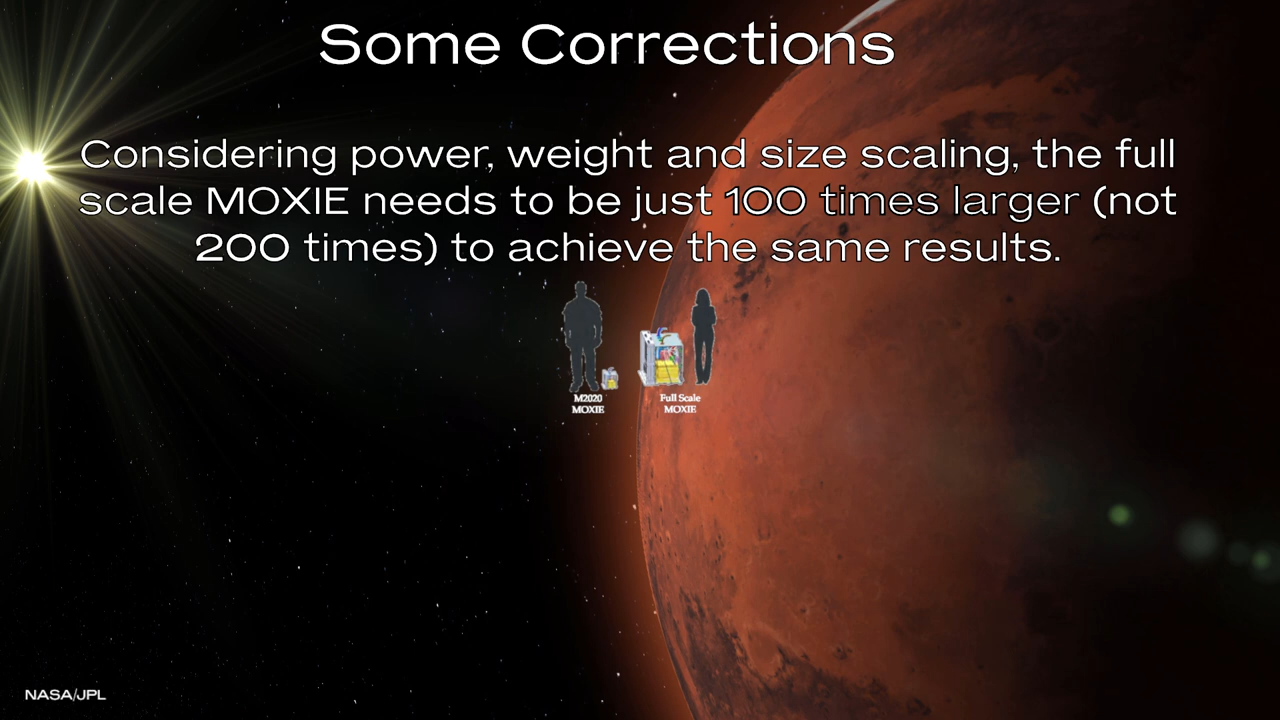 Some Corrections
Considering power, weight and size scaling, the full
scale MOXIE needs to be just 100 times larger (not
200 times) to achieve the same results.
M2020
MOXIE
Full Scale
MOXIE
NASA/JPL